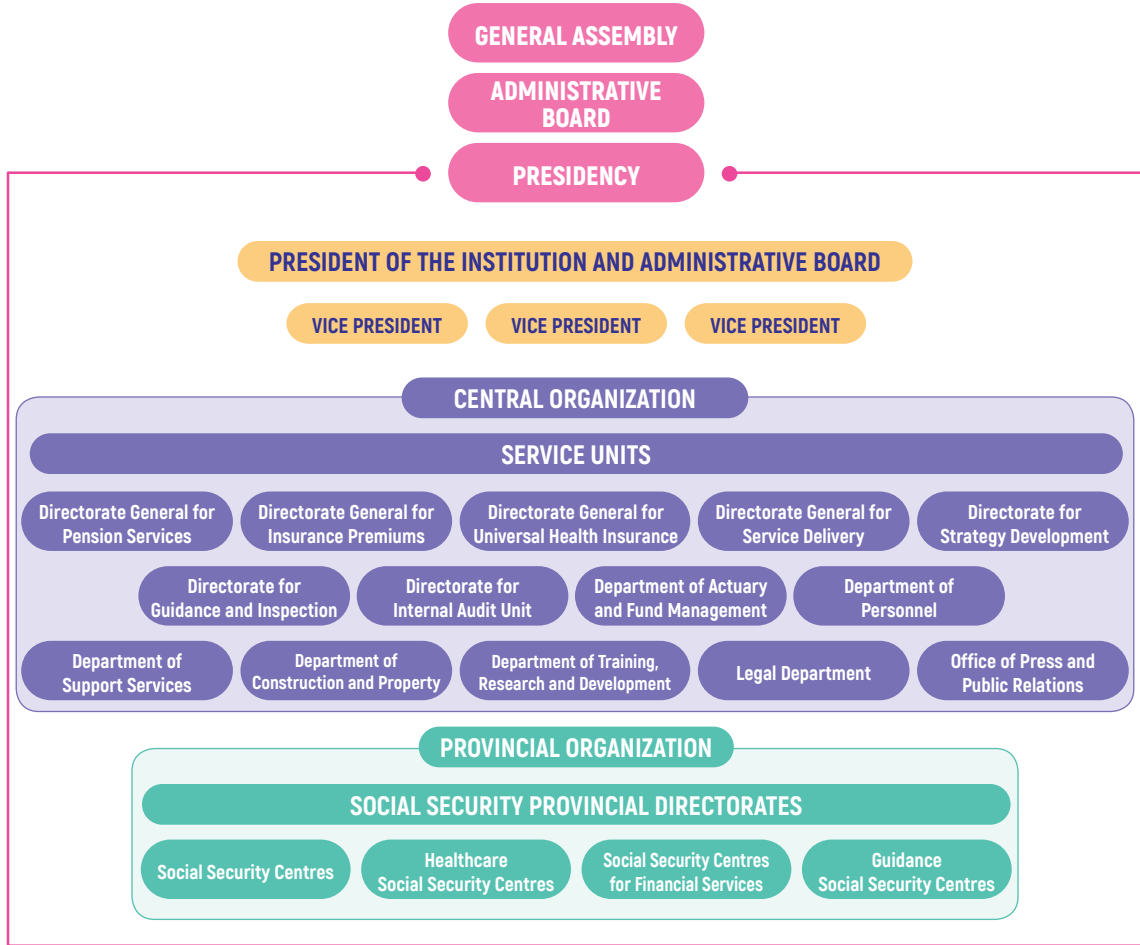 GENERAL ASSEMBLY
ADMINISTRATIVE
BOARD
PRESIDENCY
PRESIDENT OF THE INSTITUTION AND ADMINISTRATIVE BOARD
VICE PRESIDENT
VICE PRESIDENT
VICE PRESIDENT
CENTRAL ORGANIZATION
SERVICE UNITS
Directorate General for
Pension Services
Directorate General for
Insurance Premiums
Directorate General for
Universal Health Insurance
Directorate General for
Service Delivery
Directorate for
Strategy Development
Directorate for
Guidance and Inspection
Directorate for
Internal Audit Unit
Department of Actuary
and Fund Management
Department of
Personnel
Department of
Support Services
Department of
Construction and Property
Department of Training,
Research and Development
Legal Department
Office of Press and
Public Relations
PROVINCIAL ORGANIZATION
SOCIAL SECURITY PROVINCIAL DIRECTORATES
Social Security Centres
Healthcare
Social Security Centres
Social Security Centres
for Financial Services
Guidance
Social Security Centres